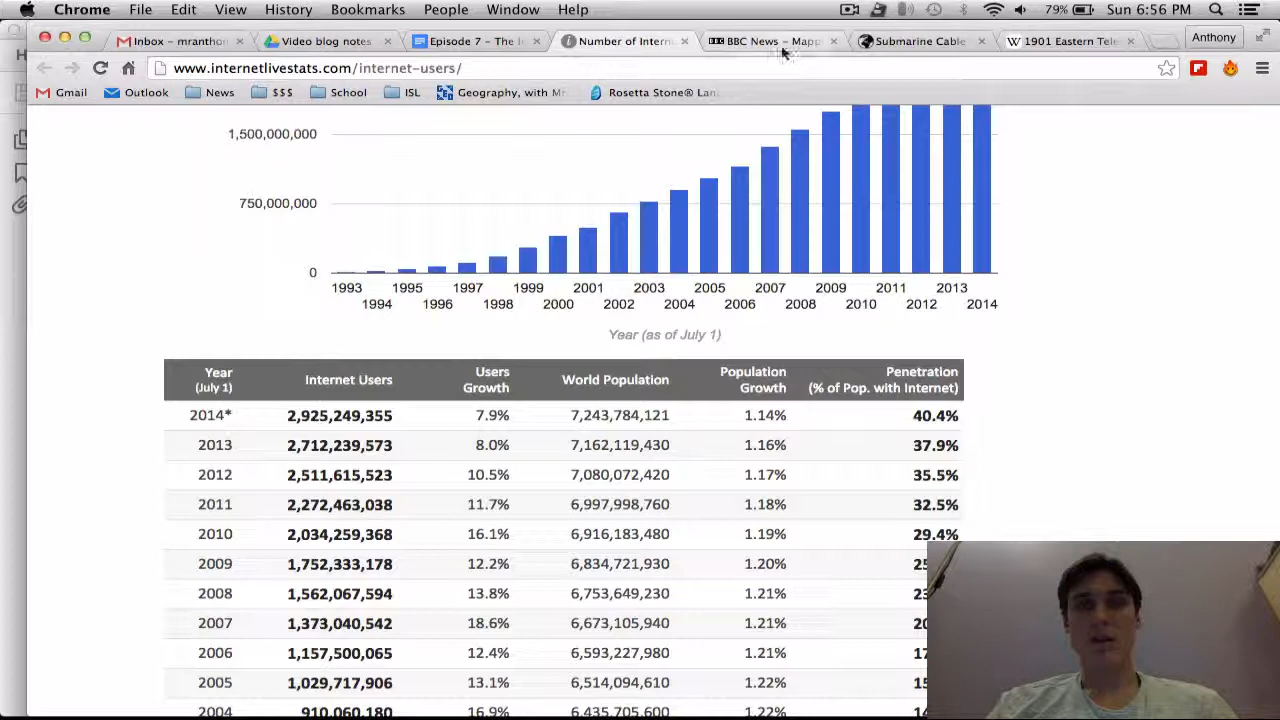 Chrome File Edit View History Bookmarks People Window Help 79% Sun 6:56 PM
Inbox - mranthon Video blog notes Episode 7 - The I Number of Intern BBC News - Mapp Submarine Cable 1901 Eastern Tele Anthony
www.internetlivestats.com/internet-users/
Gmail Outlook News $$$ School ISL Geography, with Mr. Rosetta Stone® Lan
1,500,000,000
750,000,000
0
1993 1995 1997 1999 2001 2003 2005 2007 2009 2011 2013
1994 1996 1998 2000 2002 2004 2006 2008 2010 2012 2014
Year (as of July 1)
Year (July 1) Internet Users Users Growth World Population Population Growth Penetration (% of Pop. with Internet)
2014* 2,925,249,355 7.9% 7,243,784,121 1.14% 40.4%
2013 2,712,239,573 8.0% 7,162,119,430 1.16% 37.9%
2012 2,511,615,523 10.5% 7,080,072,420 1.17% 35.5%
2011 2,272,463,038 11.7% 6,997,998,760 1.18% 32.5%
2010 2,034,259,368 16.1% 6,916,183,480 1.19% 29.4%
2009 1,752,333,178 12.2% 6,834,721,930 1.20% 25
2008 1,562,067,594 13.8% 6,753,649,230 1.21% 23
2007 1,373,040,542 18.6% 6,673,105,940 1.21% 20
2006 1,157,500,065 12.4% 6,593,227,980 1.21% 17
2005 1,029,717,906 13.1% 6,514,094,610 1.22% 15
2004 910,060,180 16.9% 6,435,705,600 1.22% 14